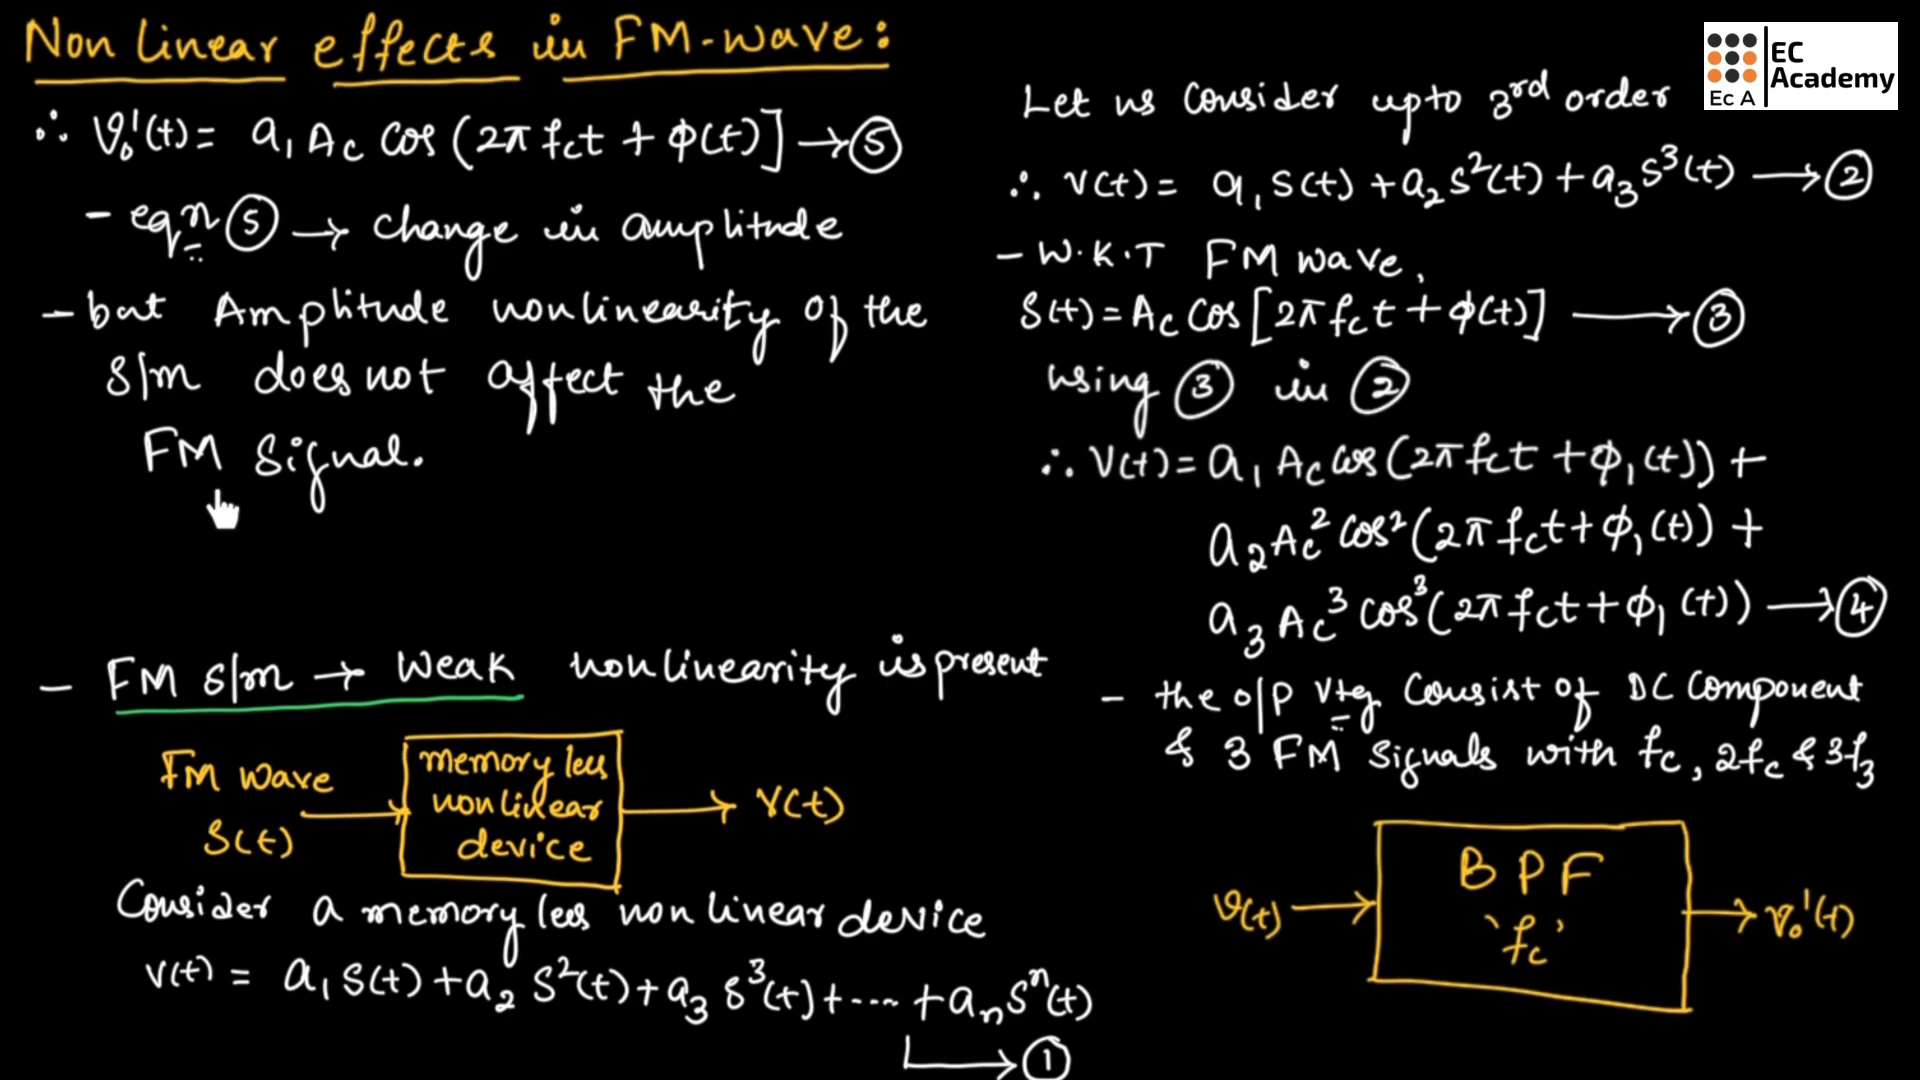 Non linear effects in FM-wave:
∴ v₀'(t) = a₁ Ac cos (2π fct + ϕ(t)] → ⑤
- eqn ⑤ → change in amplitude
- but Amplitude nonlinearity of the
s/m does not affect the
FM signal.
- FM s/m → Weak nonlinearity is present
FM wave
s(t)
memory less
nonlinear
device
v(t)
Consider a memory less non linear device
v(t) = a₁ s(t) + a₂ s²(t) + a₃ s³(t) + ---- + aₙ sⁿ(t)
→ ①
EC
Academy
Ec A
Let us consider upto 3rd order
∴ v(t) = a₁ s(t) + a₂ s²(t) + a₃ s³(t) → ②
- W.K.T FM wave,
s(t) = Ac cos [2π fct + ϕ(t)] → ③
using ③ in ②
∴ v(t) = a₁ Ac cos (2π fct + ϕ₁(t)) +
a₂ Ac² cos² (2π fct + ϕ₁(t)) +
a₃ Ac³ cos³ (2π fct + ϕ₁(t)) → ④
- the o/p vtg consist of DC component
& 3 FM signals with fc, 2fc & 3f₃
v(t)
BPF
'fc'
v₀'(t)